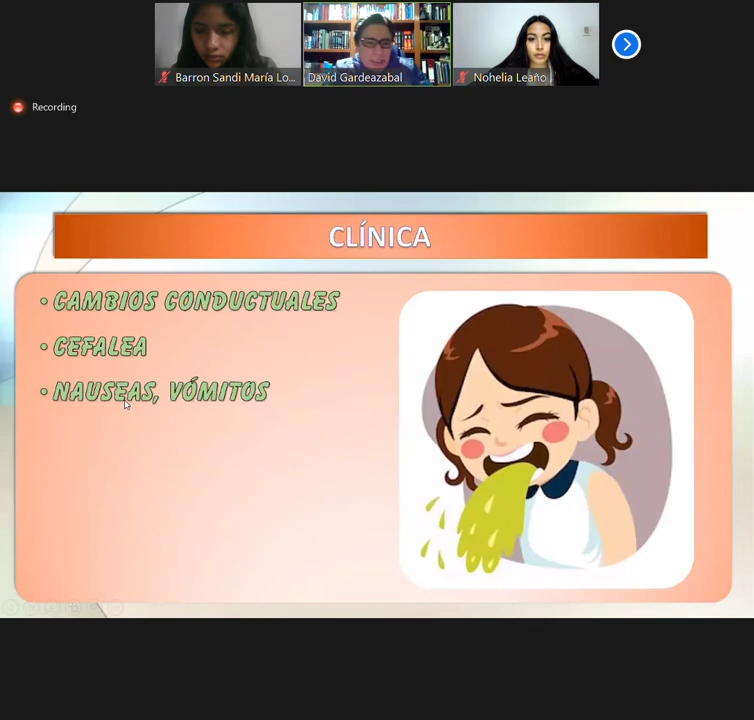 Barron Sandi María Lo...
David Gardeazabal
Nohelia Leaño
Recording
CLÍNICA
• CAMBIOS CONDUCTUALES
• CEFALEA
• NAUSEAS, VÓMITOS